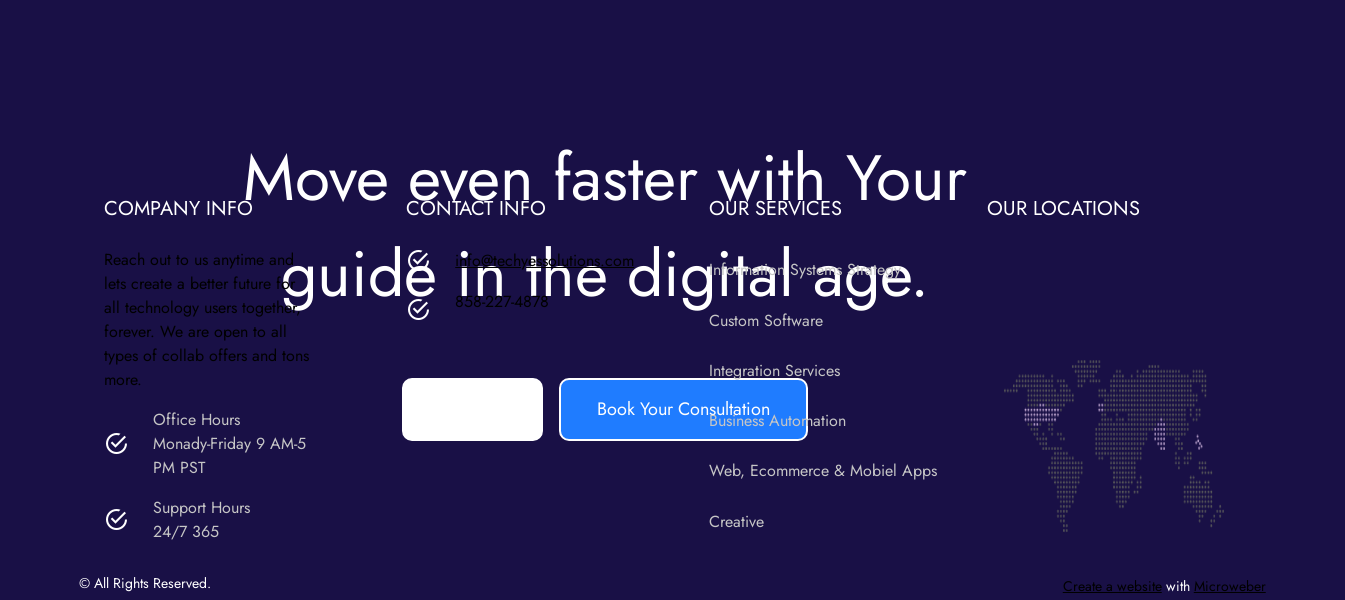 Move even faster with Your
guide in the digital age.
COMPANY INFO
Reach out to us anytime and
lets create a better future for
all technology users together,
forever. We are open to all
types of collab offers and tons
more.
Office Hours
Monady-Friday 9 AM-5
PM PST
Support Hours
24/7 365
CONTACT INFO
info@techyessolutions.com
858-227-4878
Book Your Consultation
OUR SERVICES
Information Systems Strategy
Custom Software
Integration Services
Business Automation
Web, Ecommerce & Mobiel Apps
Creative
OUR LOCATIONS
© All Rights Reserved.
Create a website with Microweber